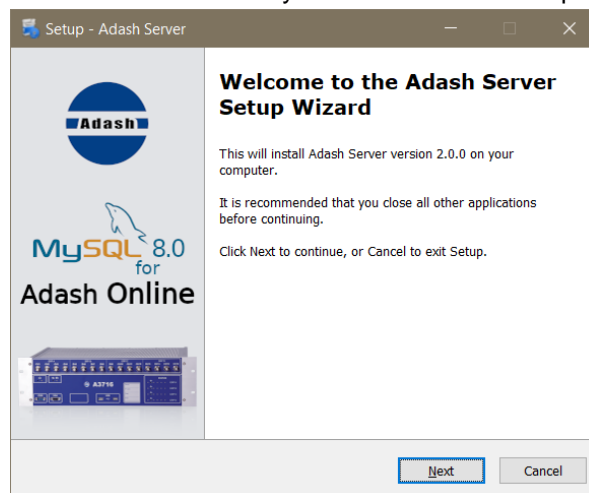 Setup - Adash Server
Adash
MySQL 8.0
for
Adash Online
A3716
Welcome to the Adash Server
Setup Wizard
This will install Adash Server version 2.0.0 on your
computer.
It is recommended that you close all other applications
before continuing.
Click Next to continue, or Cancel to exit Setup.
Next
Cancel